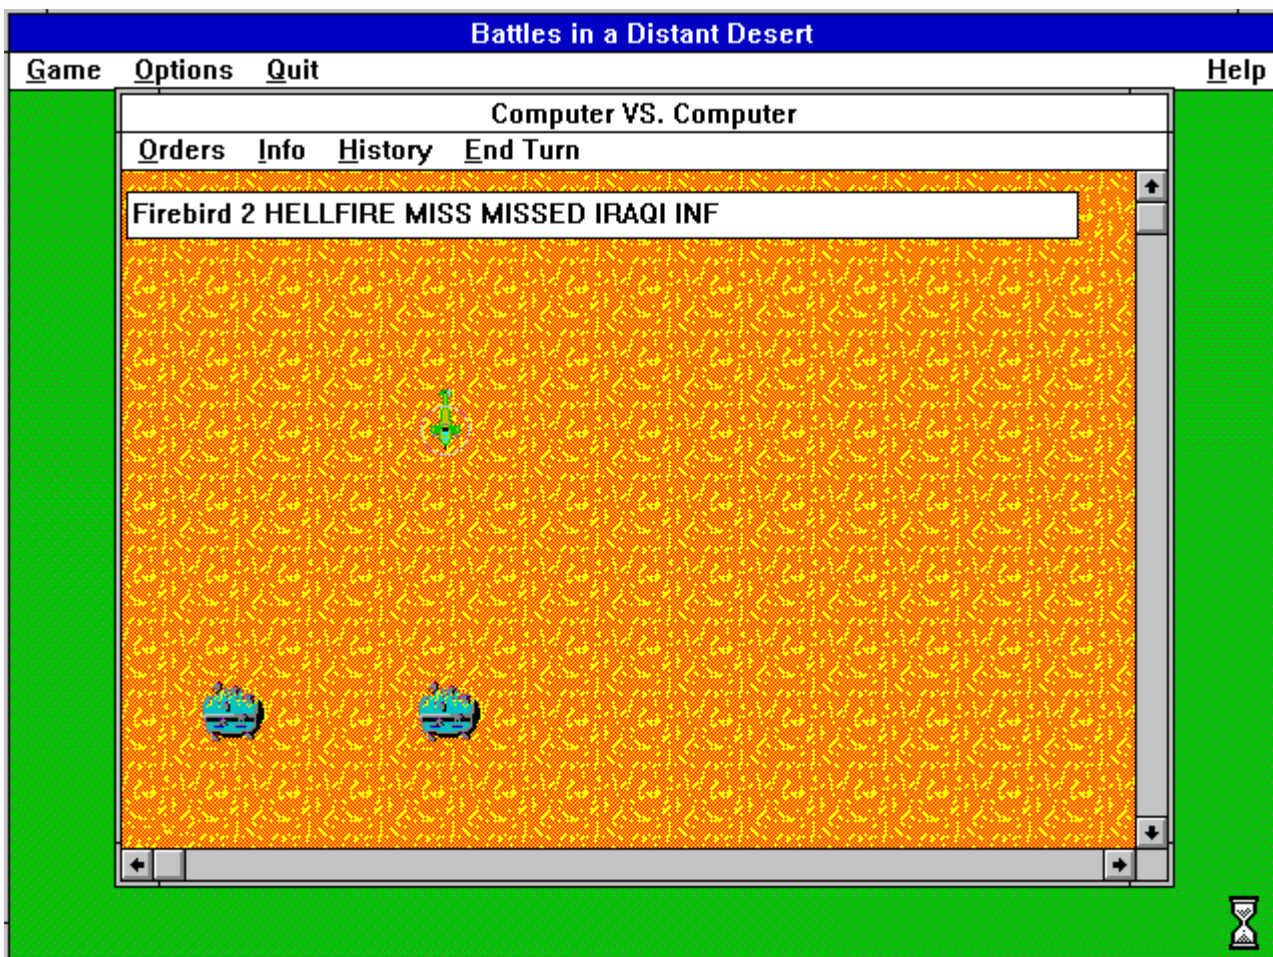 Battles in a Distant Desert
Game Options Quit Help
Computer VS. Computer
Orders Info History End Turn
Firebird 2 HELLFIRE MISS MISSED IRAQI INF